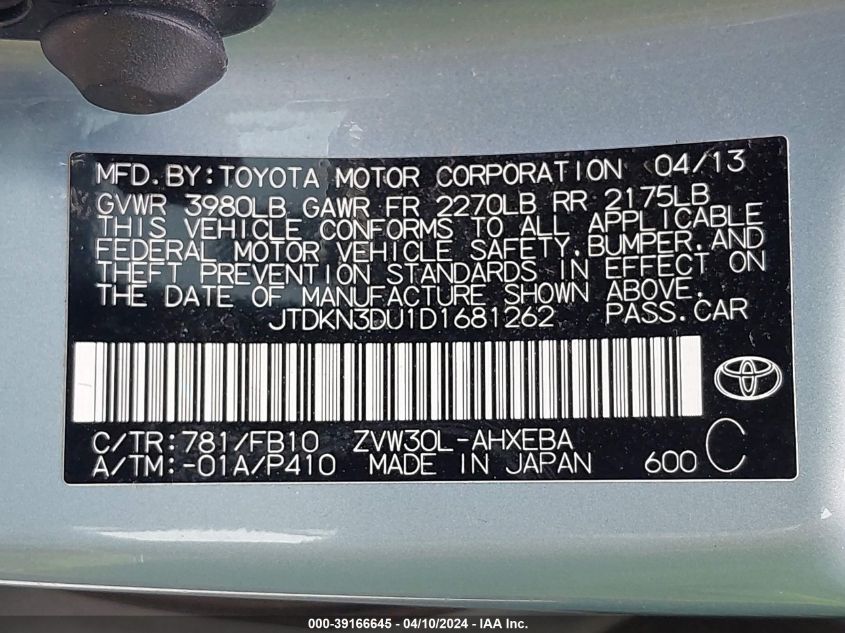 MFD.BY:TOYOTA MOTOR CORPORATION 04/13
GVWR 3980LB GAWR FR 2270LB RR 2175LB
THIS VEHICLE CONFORMS TO ALL APPLICABLE
FEDERAL MOTOR VEHICLE SAFETY,BUMPER,AND
THEFT PREVENTION STANDARDS IN EFFECT ON
THE DATE OF MANUFACTURE SHOWN ABOVE.
JTDKN3DU1D1681262 PASS.CAR
C/TR:781/FB10 ZVW30L-AHXEBA C
A/TM:-01A/P410 MADE IN JAPAN 600
000-39166645 - 04/10/2024 - IAA Inc.